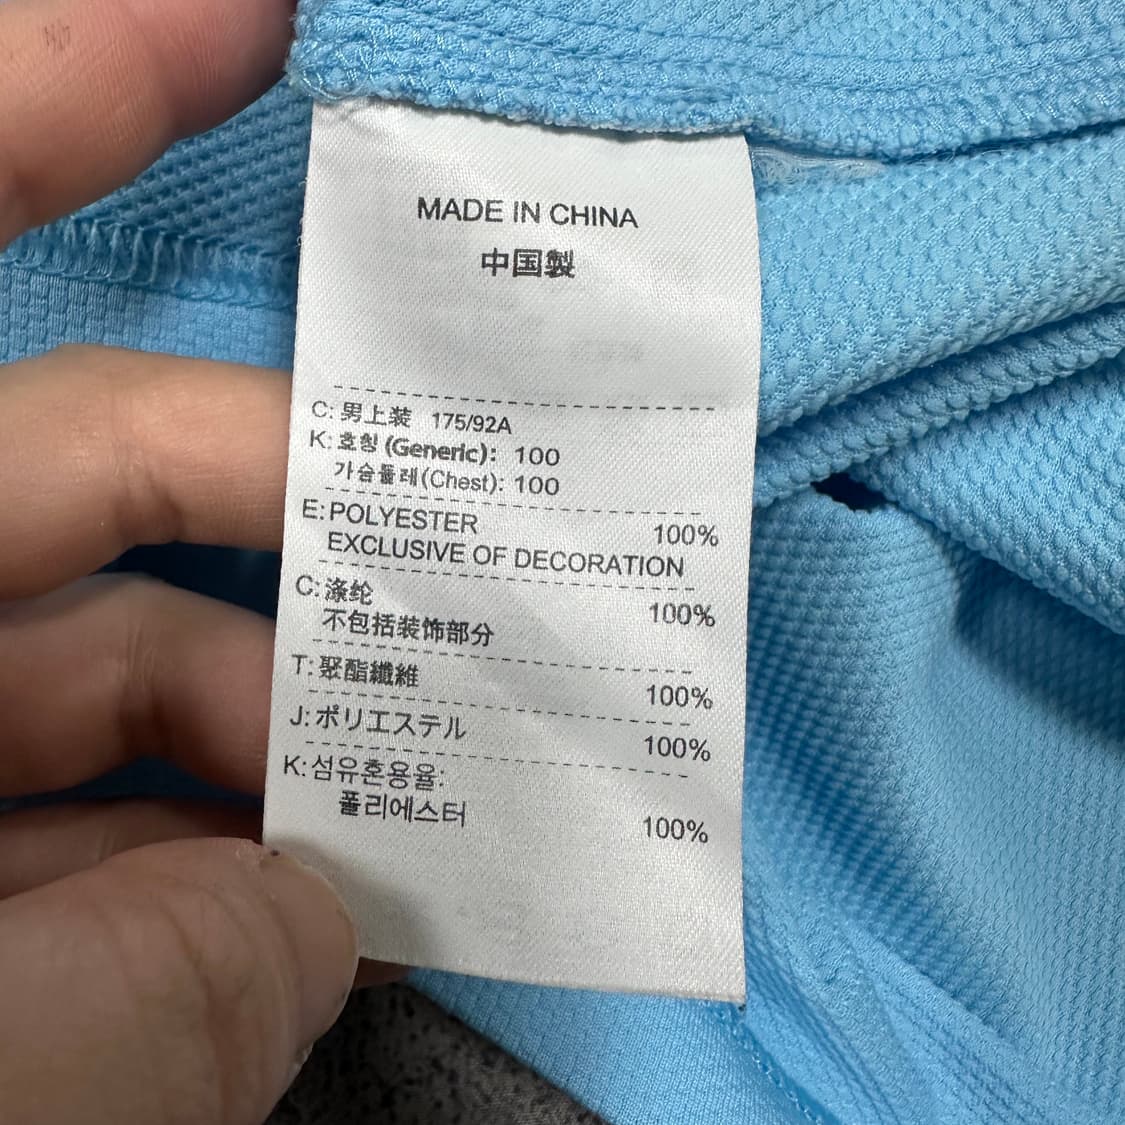 MADE IN CHINA
中国製
C: 男上装 175/92A
K: 호칭 (Generic): 100
가슴둘레(Chest): 100
E: POLYESTER 100%
EXCLUSIVE OF DECORATION
C: 涤纶 100%
不包括装饰部分
T: 聚酯纖維 100%
J: ポリエステル 100%
K: 섬유혼용율:
폴리에스터 100%